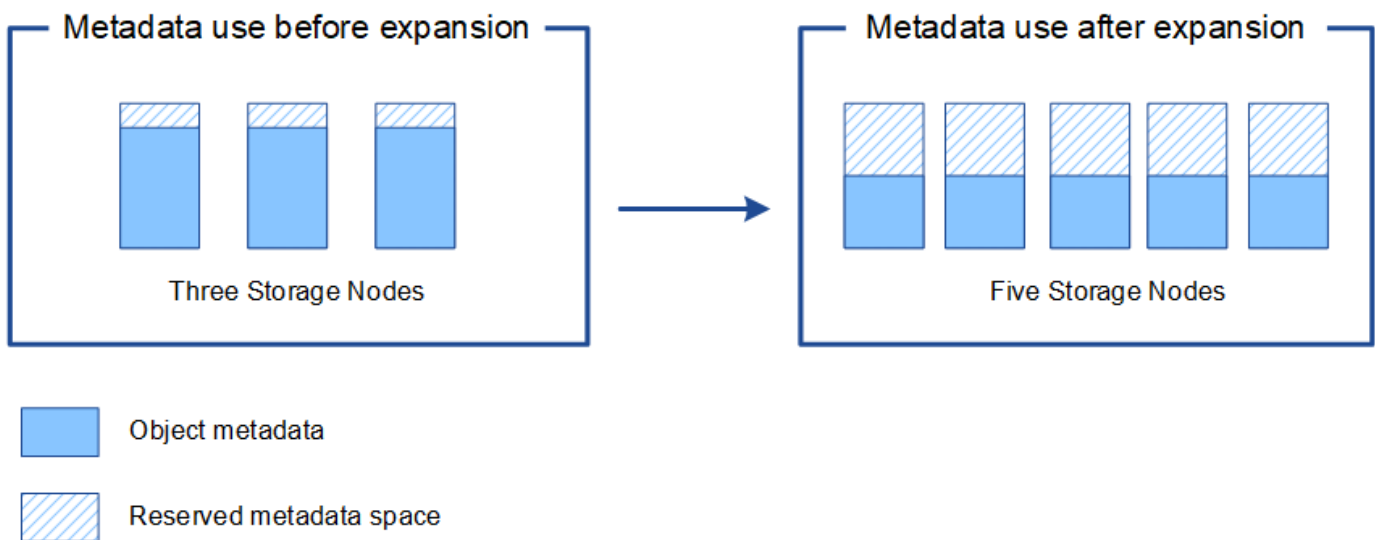 Metadata use before expansion
Metadata use after expansion
Three Storage Nodes
Five Storage Nodes
Object metadata
Reserved metadata space